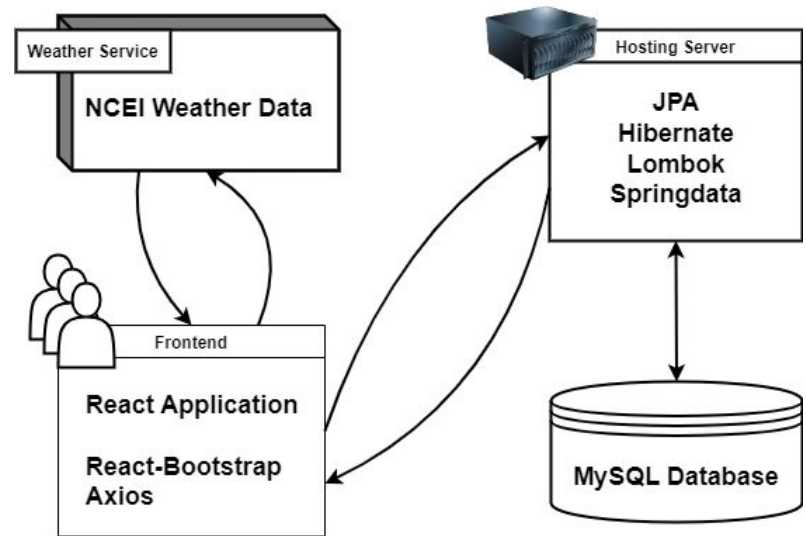 Weather Service
NCEI Weather Data
Hosting Server
JPA
Hibernate
Lombok
Springdata
Frontend
React Application
React-Bootstrap
Axios
MySQL Database